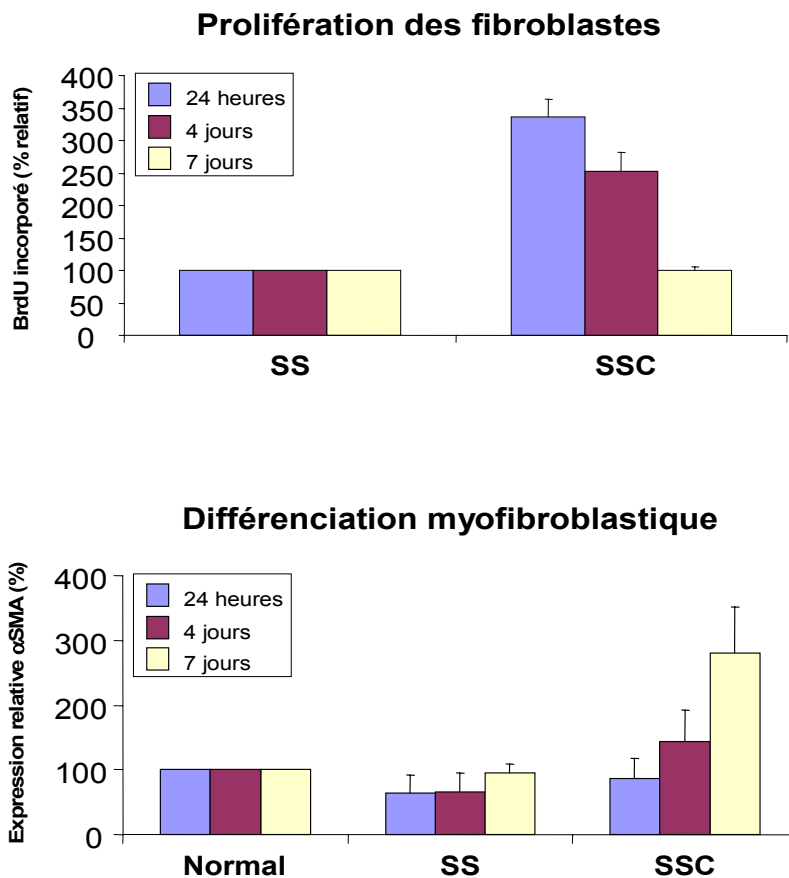 Prolifération des fibroblastes
BrdU incorporé (% relatif)
400
350
300
250
200
150
100
50
0
24 heures
4 jours
7 jours
SS
SSC
Différenciation myofibroblastique
Expression relative αSMA (%)
400
300
200
100
0
24 heures
4 jours
7 jours
Normal
SS
SSC